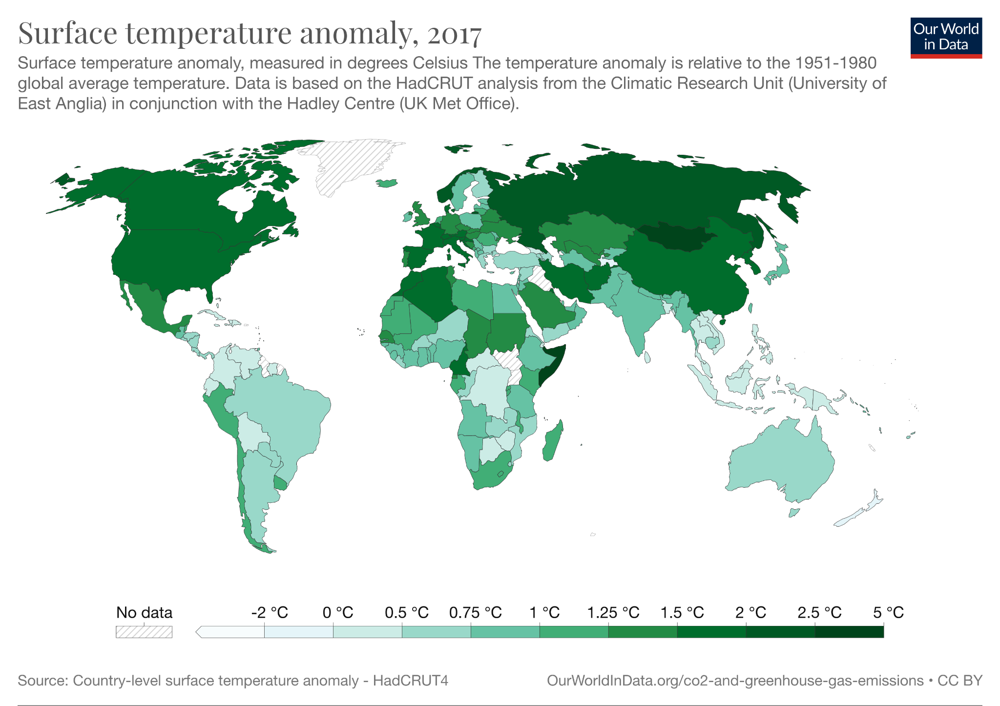 Surface temperature anomaly, 2017
Our World
in Data
Surface temperature anomaly, measured in degrees Celsius The temperature anomaly is relative to the 1951-1980
global average temperature. Data is based on the HadCRUT analysis from the Climatic Research Unit (University of
East Anglia) in conjunction with the Hadley Centre (UK Met Office).
No data -2 °C 0 °C 0.5 °C 0.75 °C 1 °C 1.25 °C 1.5 °C 2 °C 2.5 °C 5 °C
Source: Country-level surface temperature anomaly - HadCRUT4
OurWorldInData.org/co2-and-greenhouse-gas-emissions • CC BY